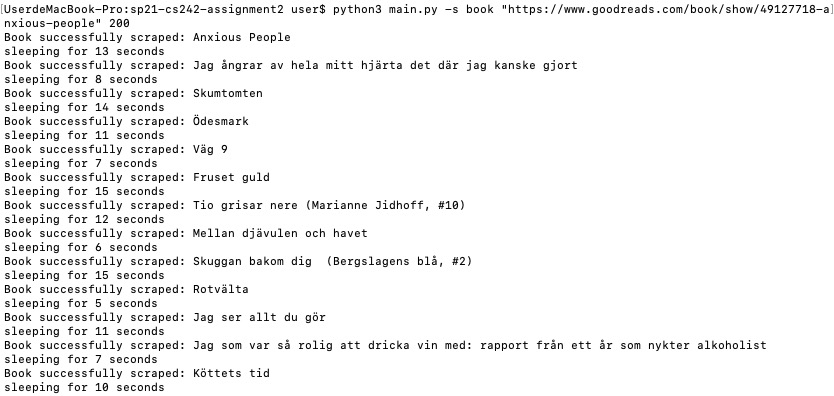 [UserdeMacBook-Pro:sp21-cs242-assignment2 user$ python3 main.py -s book "https://www.goodreads.com/book/show/49127718-a]
nxious-people" 200
Book successfully scraped: Anxious People
sleeping for 13 seconds
Book successfully scraped: Jag ångrar av hela mitt hjärta det där jag kanske gjort
sleeping for 8 seconds
Book successfully scraped: Skumtomten
sleeping for 14 seconds
Book successfully scraped: Ödesmark
sleeping for 11 seconds
Book successfully scraped: Väg 9
sleeping for 7 seconds
Book successfully scraped: Fruset guld
sleeping for 15 seconds
Book successfully scraped: Tio grisar nere (Marianne Jidhoff, #10)
sleeping for 12 seconds
Book successfully scraped: Mellan djävulen och havet
sleeping for 6 seconds
Book successfully scraped: Skuggan bakom dig  (Bergslagens blå, #2)
sleeping for 15 seconds
Book successfully scraped: Rotvälta
sleeping for 5 seconds
Book successfully scraped: Jag ser allt du gör
sleeping for 11 seconds
Book successfully scraped: Jag som var så rolig att dricka vin med: rapport från ett år som nykter alkoholist
sleeping for 7 seconds
Book successfully scraped: Köttets tid
sleeping for 10 seconds